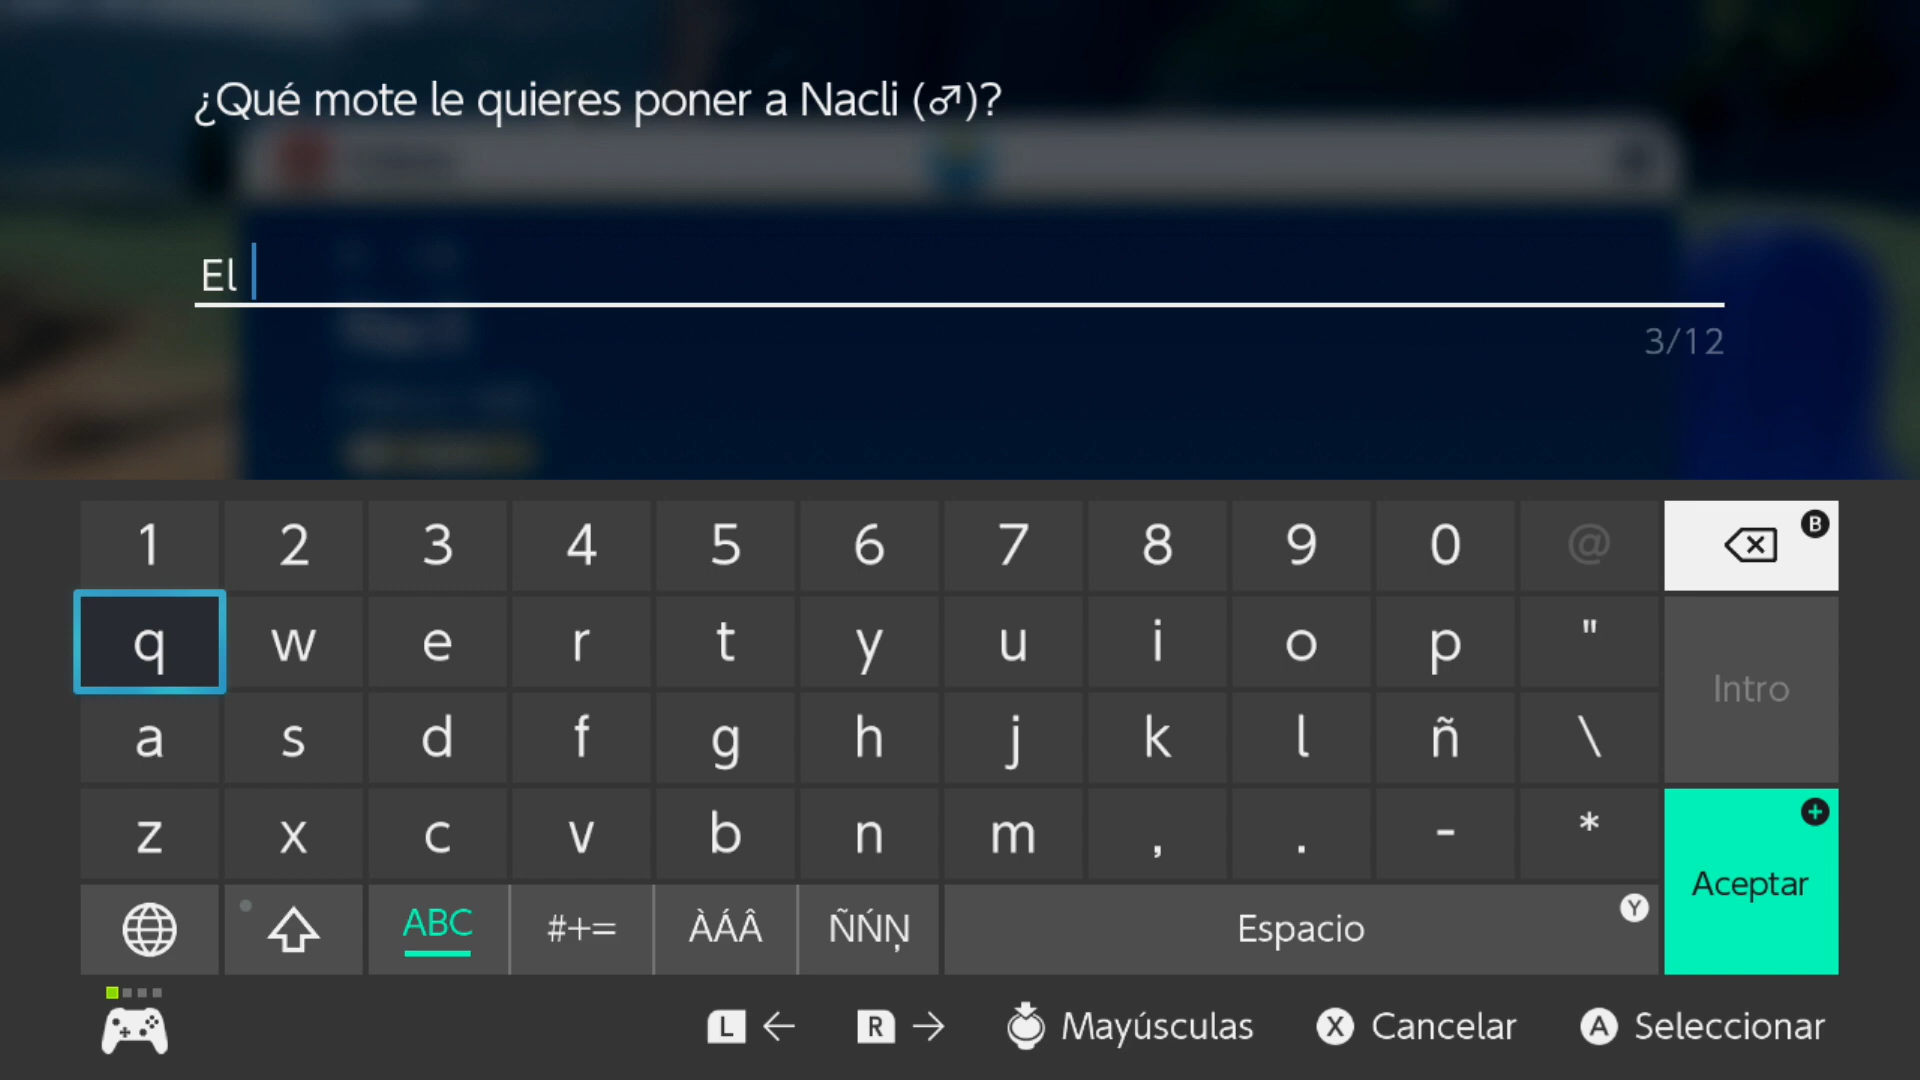 ¿Qué mote le quieres poner a Nacli (♂)?
El
3/12
1 2 3 4 5 6 7 8 9 0 @ B
q w e r t y u i o p "
Intro
a s d f g h j k l ñ \
z x c v b n m , . - *
Aceptar
ABC #+= ÀÁÂ ÑŃŅ Espacio Y
L ← R → Mayúsculas X Cancelar A Seleccionar